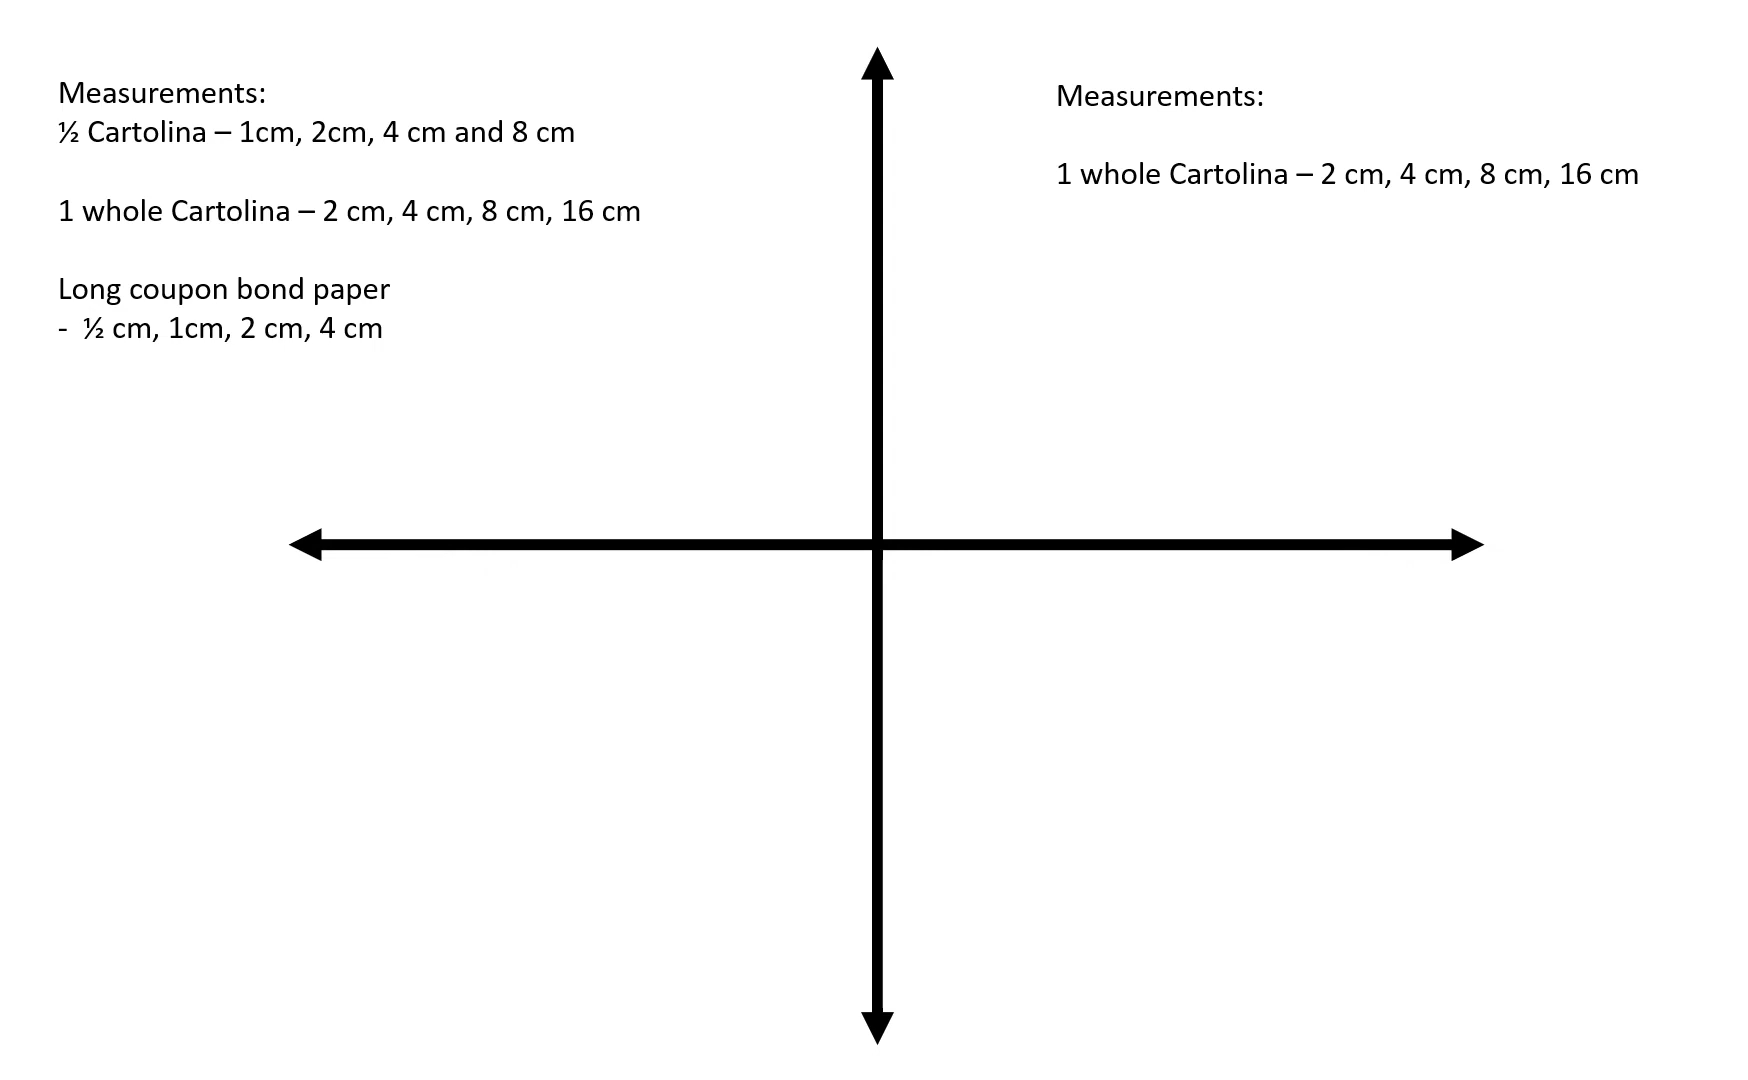 Measurements:
½ Cartolina – 1cm, 2cm, 4 cm and 8 cm
1 whole Cartolina – 2 cm, 4 cm, 8 cm, 16 cm
Long coupon bond paper
- ½ cm, 1cm, 2 cm, 4 cm
Measurements:
1 whole Cartolina – 2 cm, 4 cm, 8 cm, 16 cm